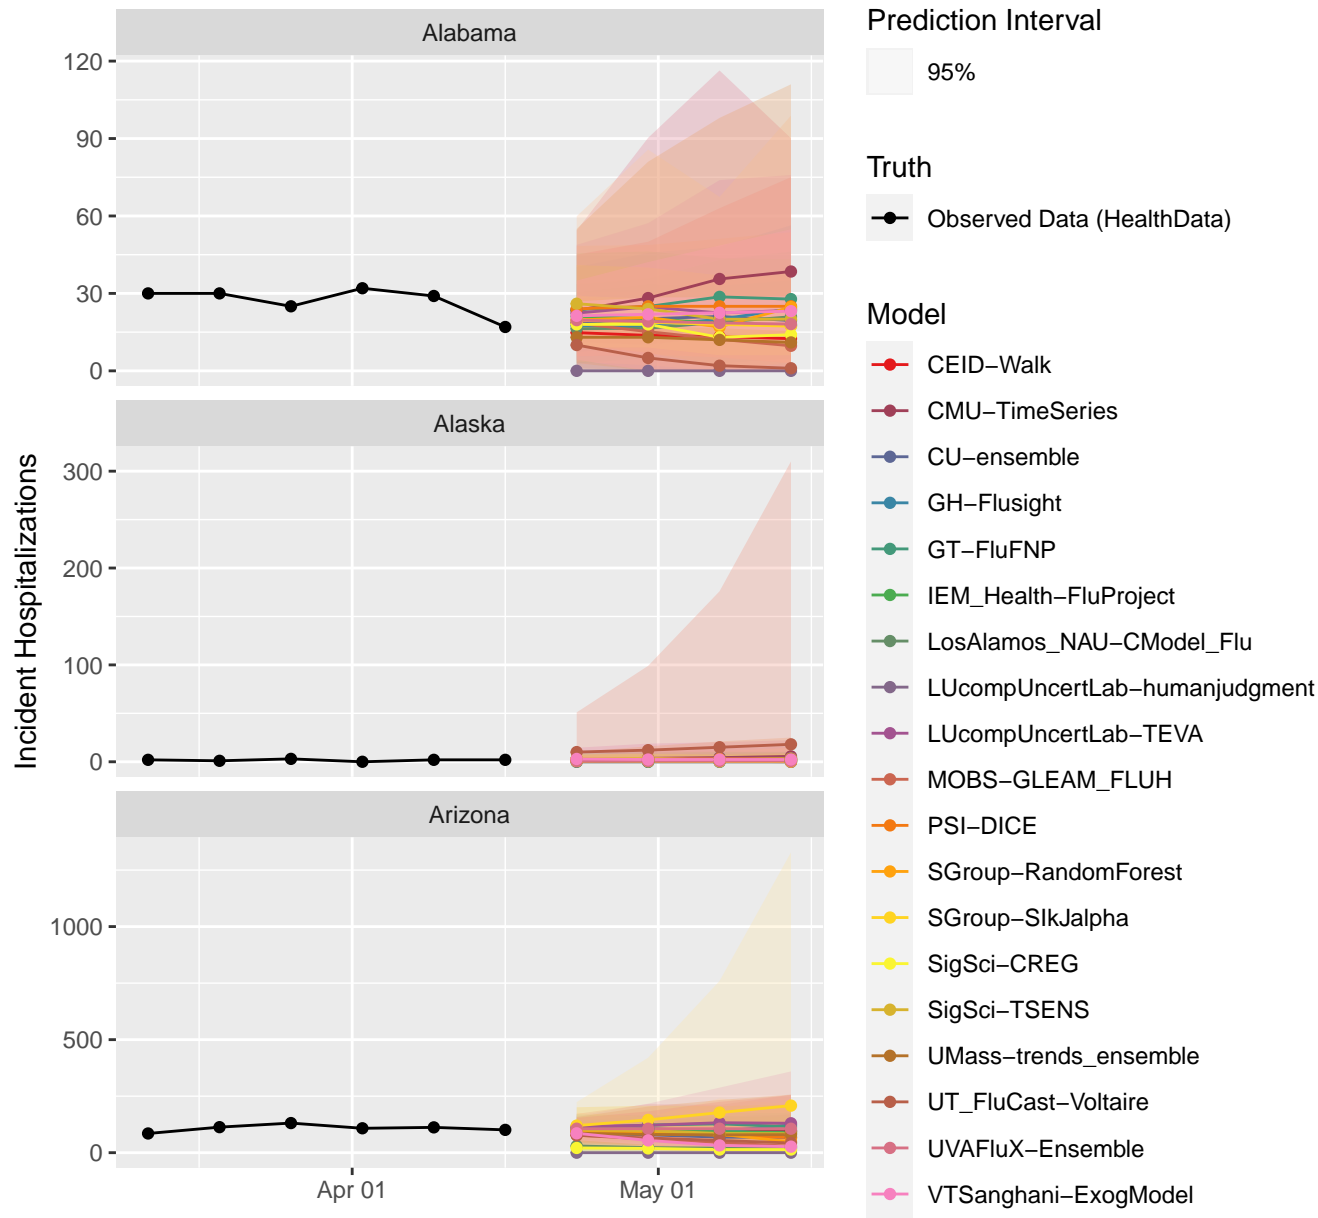 Alabama
120
90
60
30
0
Alaska
300
200
100
0
Arizona
1000
500
0
Apr 01
May 01
Incident Hospitalizations
Prediction Interval
95%
Truth
Observed Data (HealthData)
Model
CEID−Walk
CMU−TimeSeries
CU−ensemble
GH−Flusight
GT−FluFNP
IEM_Health−FluProject
LosAlamos_NAU−CModel_Flu
LUcompUncertLab−humanjudgment
LUcompUncertLab−TEVA
MOBS−GLEAM_FLUH
PSI−DICE
SGroup−RandomForest
SGroup−SIkJalpha
SigSci−CREG
SigSci−TSENS
UMass−trends_ensemble
UT_FluCast−Voltaire
UVAFluX−Ensemble
VTSanghani−ExogModel